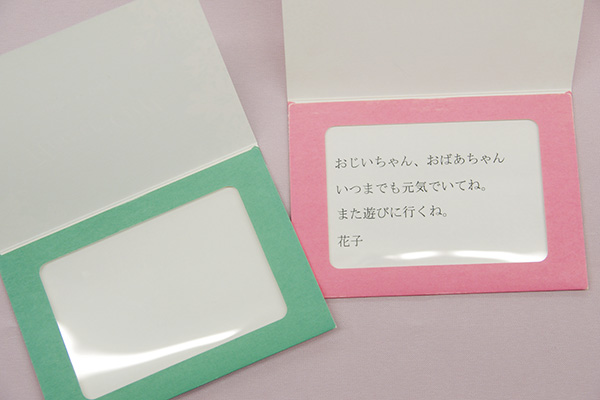 おじいちゃん、おばあちゃん
いつまでも元気でいてね。
また遊びに行くね。
花子